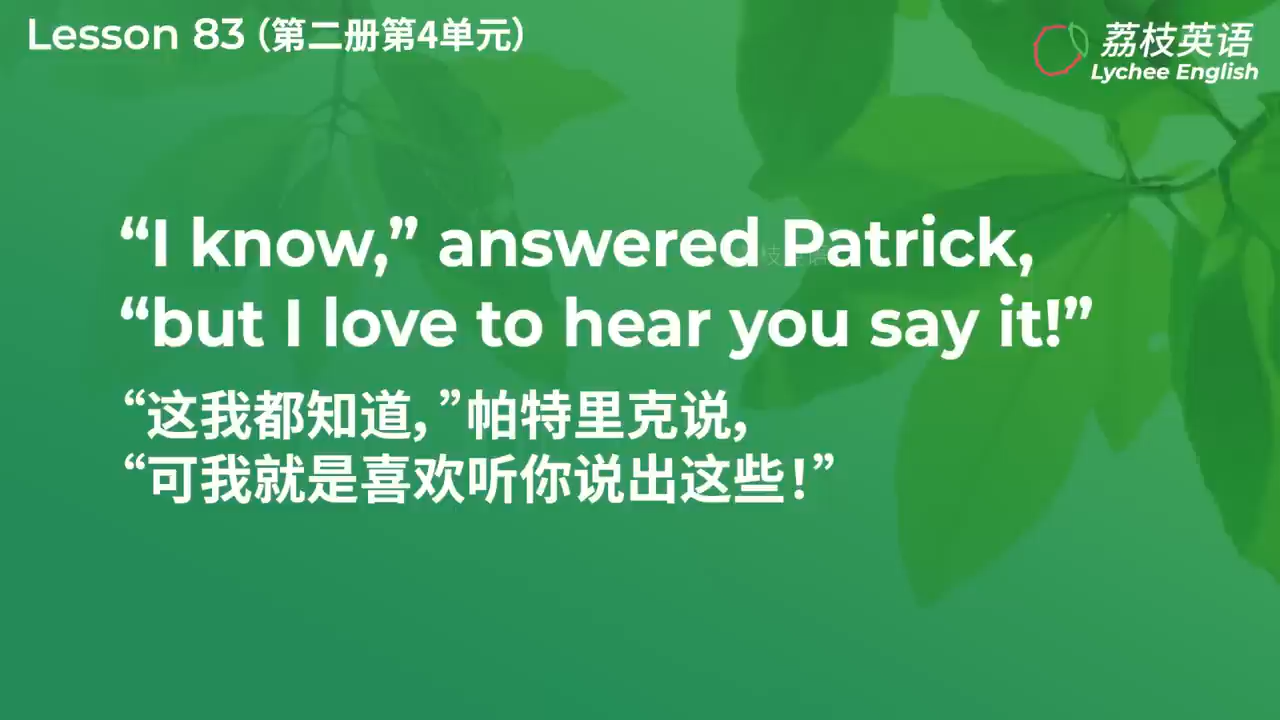 Lesson 83（第二册第4单元）
荔枝英语
Lychee English
“I know,” answered Patrick,
“but I love to hear you say it!”
“这我都知道，”帕特里克说，
“可我就是喜欢听你说出这些！”